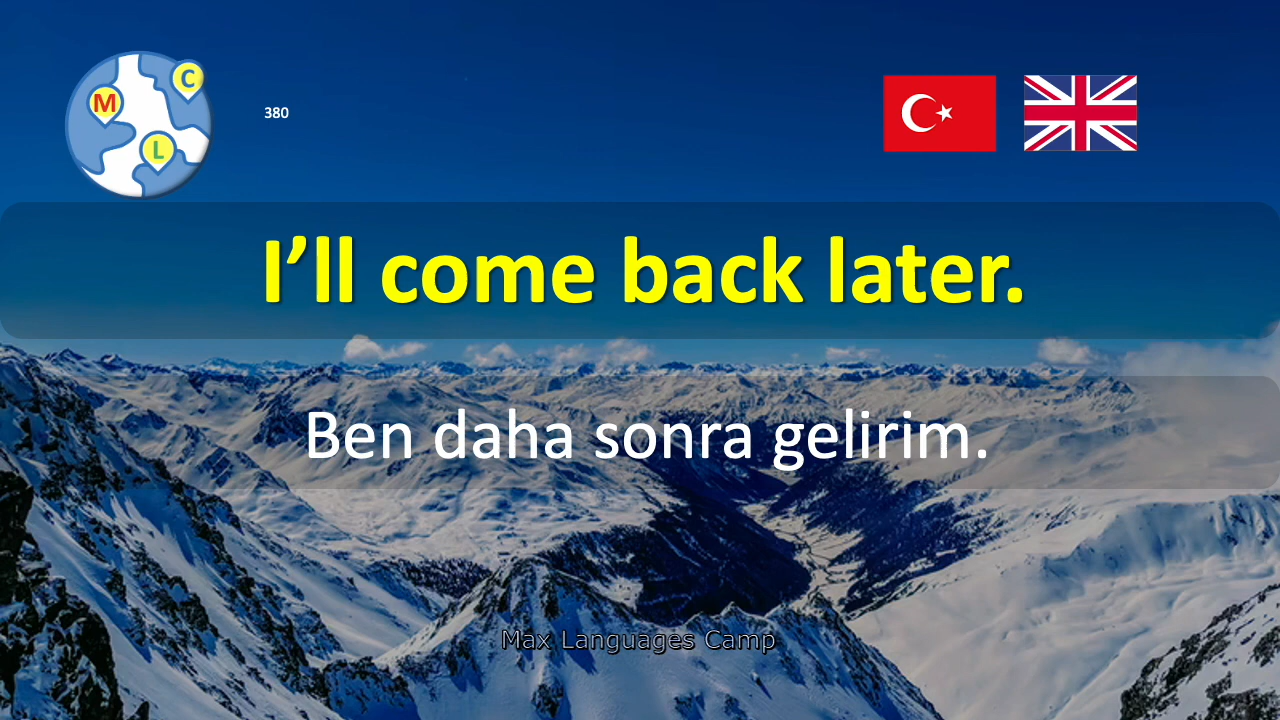 C
M
L
380
I’ll come back later.
Ben daha sonra gelirim.
Max Languages Camp